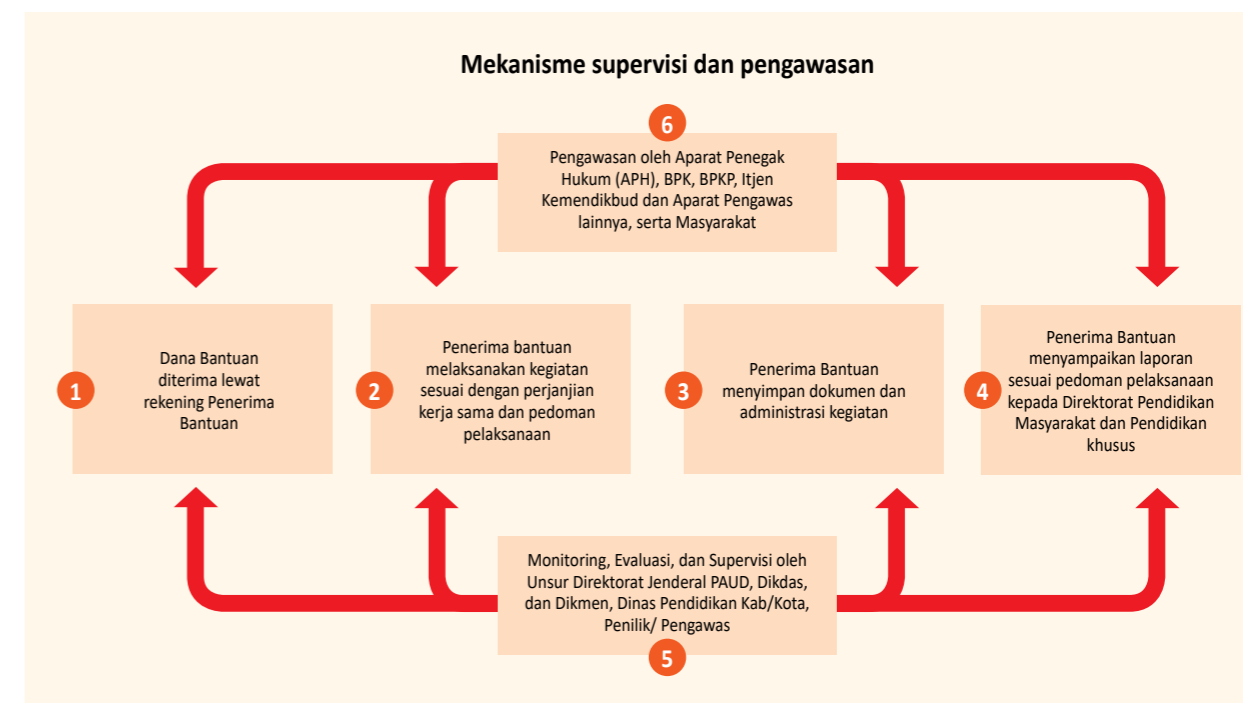 Mekanisme supervisi dan pengawasan
6
Pengawasan oleh Aparat Penegak
Hukum (APH), BPK, BPKP, Itjen
Kemendikbud dan Aparat Pengawas
lainnya, serta Masyarakat
1
Dana Bantuan
diterima lewat
rekening Penerima
Bantuan
2
Penerima bantuan
melaksanakan kegiatan
sesuai dengan perjanjian
kerja sama dan pedoman
pelaksanaan
3
Penerima Bantuan
menyimpan dokumen dan
administrasi kegiatan
4
Penerima Bantuan
menyampaikan laporan
sesuai pedoman pelaksanaan
kepada Direktorat Pendidikan
Masyarakat dan Pendidikan
khusus
Monitoring, Evaluasi, dan Supervisi oleh
Unsur Direktorat Jenderal PAUD, Dikdas,
dan Dikmen, Dinas Pendidikan Kab/Kota,
Penilik/ Pengawas
5